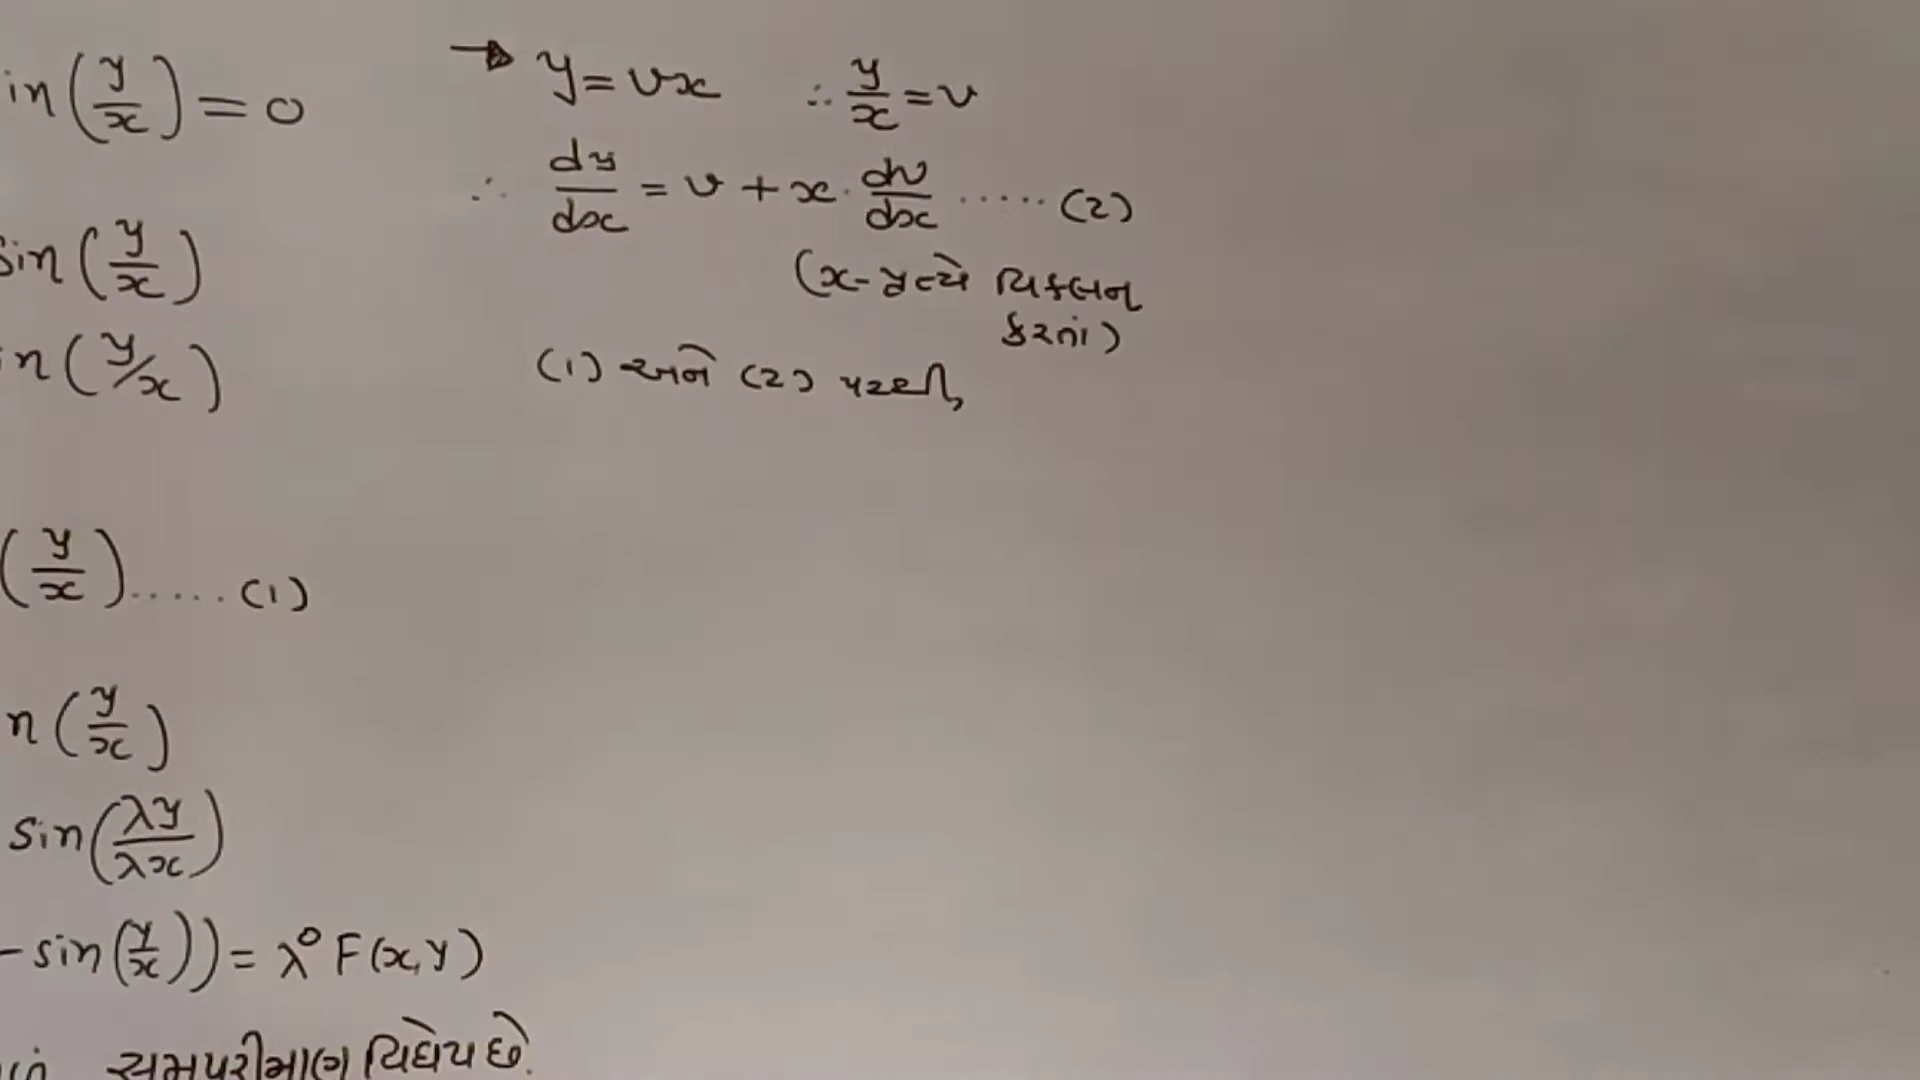 in(y/x) = 0
sin(y/x)
in(y/x)
(y/x).....(1)
n(y/x)
sin(λy/λx)
-sin(y/x)) = λ⁰ F(x,y)
સમપરીમાણ વિધેય છે.
→ y = vx ∴ y/x = v
∴ dy/dx = v + x · dv/dx ......(2)
(x-પ્રત્યે વિકલન
કરતાં)
(1) અને (2) પરથી,